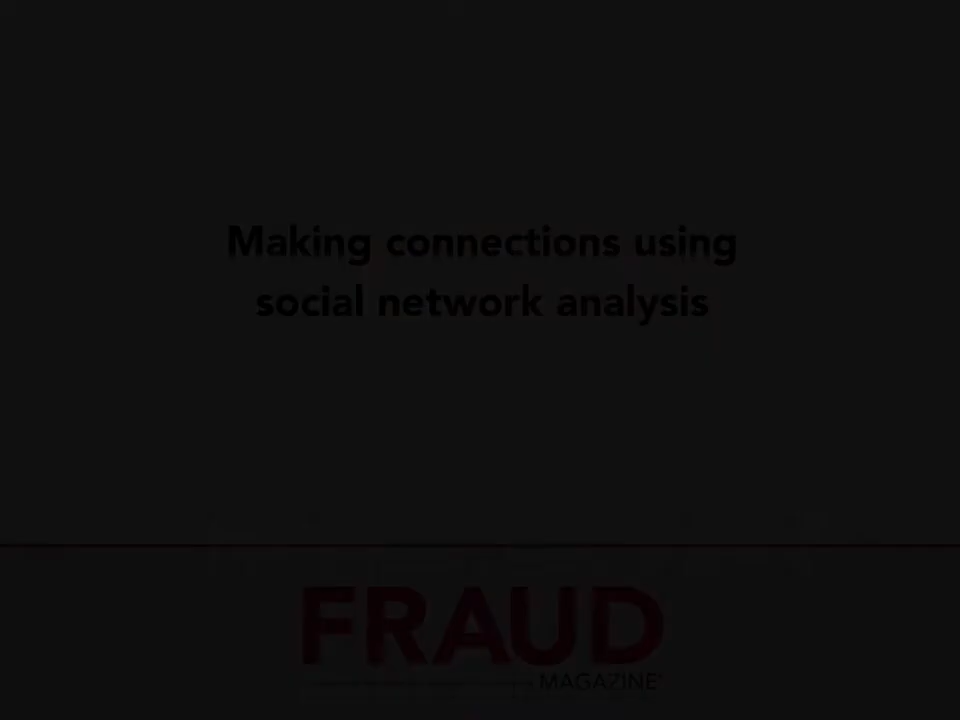 Making connections using
social network analysis
FRAUD
MAGAZINE